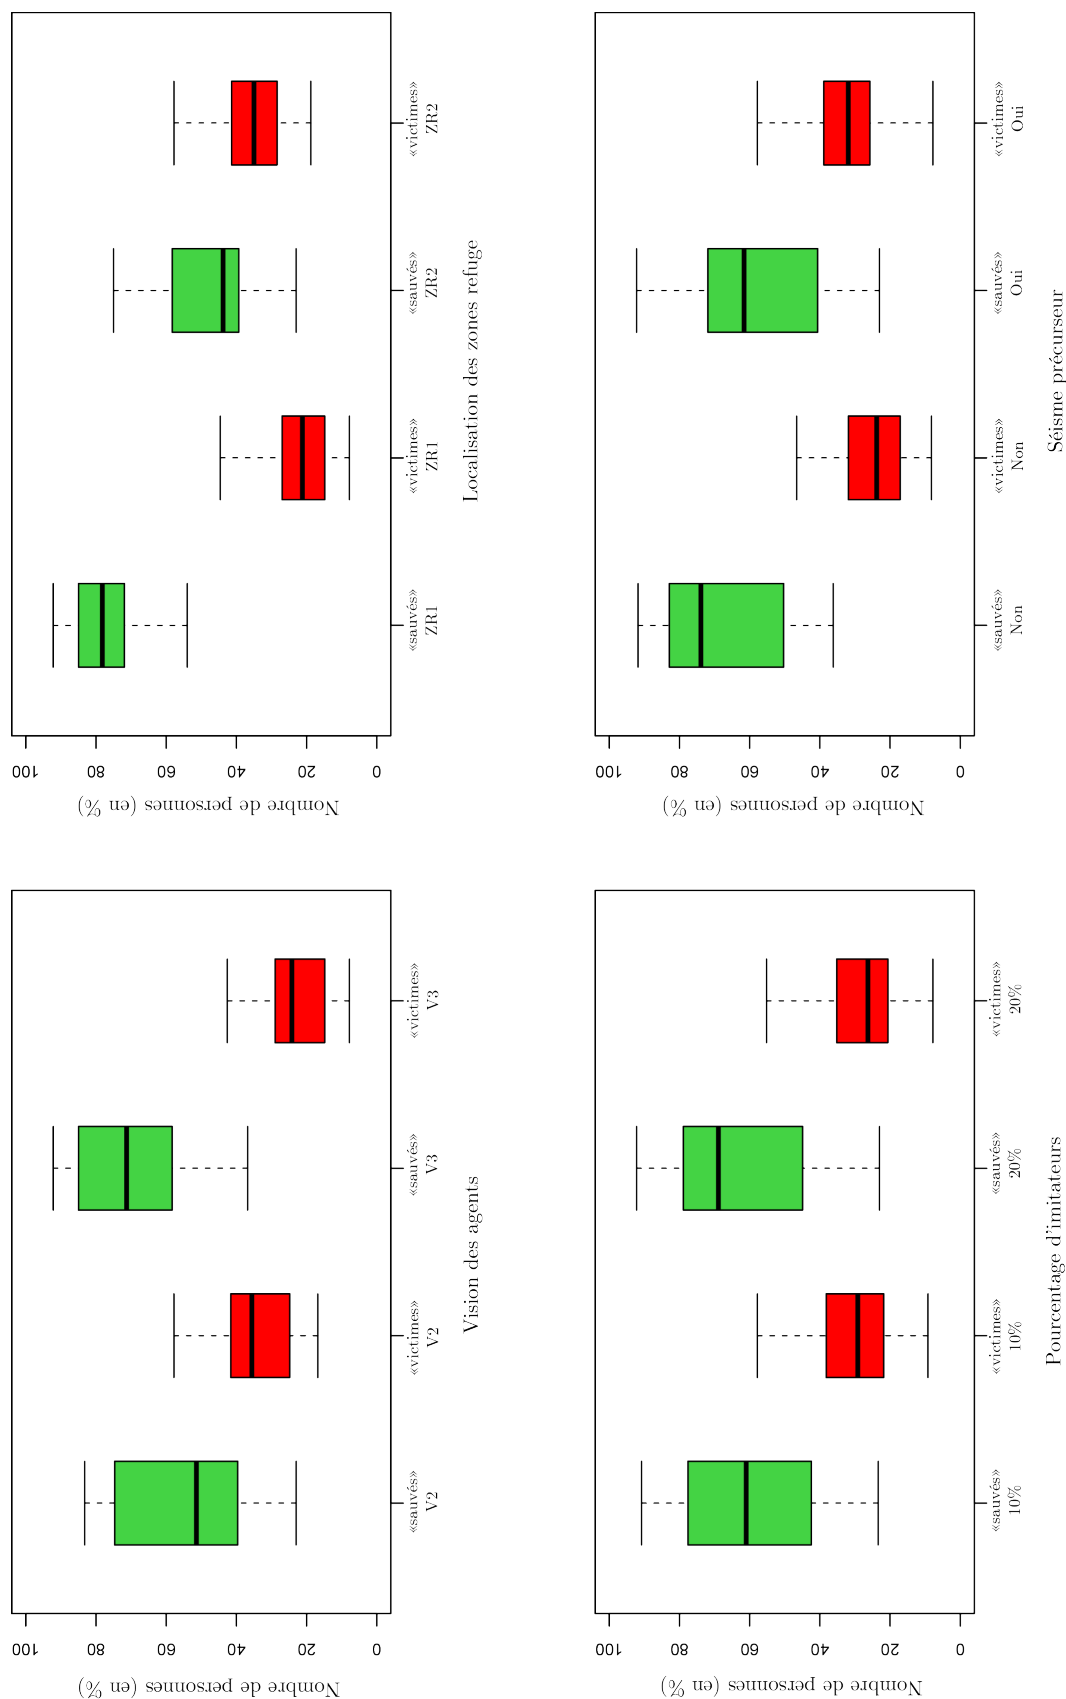 Nombre de personnes (en %)
0 20 40 60 80 100
«sauvés» «victimes» «sauvés» «victimes»
V2 V2 V3 V3
Vision des agents
Nombre de personnes (en %)
0 20 40 60 80 100
«sauvés» «victimes» «sauvés» «victimes»
ZR1 ZR1 ZR2 ZR2
Localisation des zones refuge
Nombre de personnes (en %)
0 20 40 60 80 100
«sauvés» «victimes» «sauvés» «victimes»
10% 10% 20% 20%
Pourcentage d'imitateurs
Nombre de personnes (en %)
0 20 40 60 80 100
«sauvés» «victimes» «sauvés» «victimes»
Non Non Oui Oui
Séisme précurseur